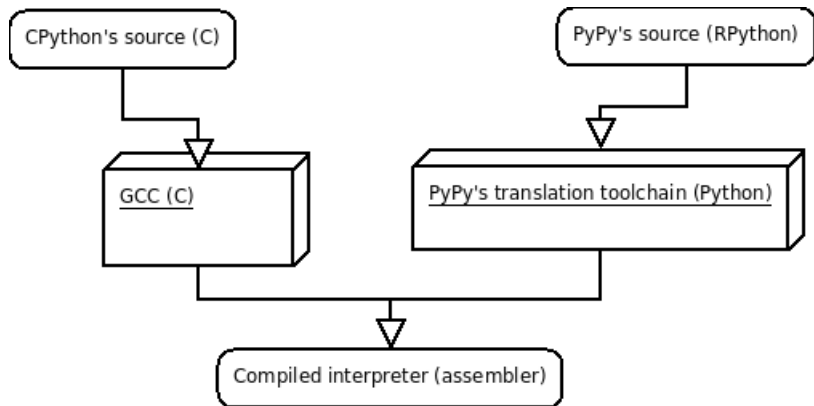 CPython's source (C)
PyPy's source (RPython)
GCC (C)
PyPy's translation toolchain (Python)
Compiled interpreter (assembler)